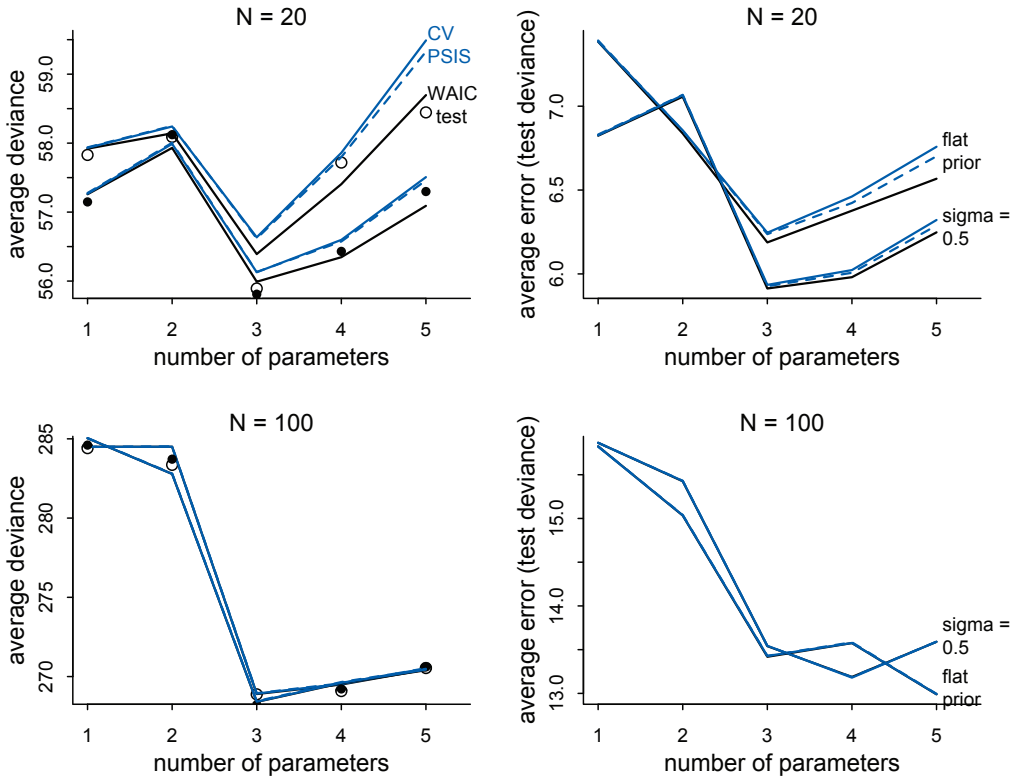 N = 20
average deviance
59.0
58.0
57.0
56.0
CV
PSIS
WAIC
test
1 2 3 4 5
number of parameters
N = 20
average error (test deviance)
7.0
6.5
6.0
flat
prior
sigma =
0.5
1 2 3 4 5
number of parameters
N = 100
average deviance
285
280
275
270
1 2 3 4 5
number of parameters
N = 100
average error (test deviance)
15.0
14.0
13.0
sigma =
0.5
flat
prior
1 2 3 4 5
number of parameters